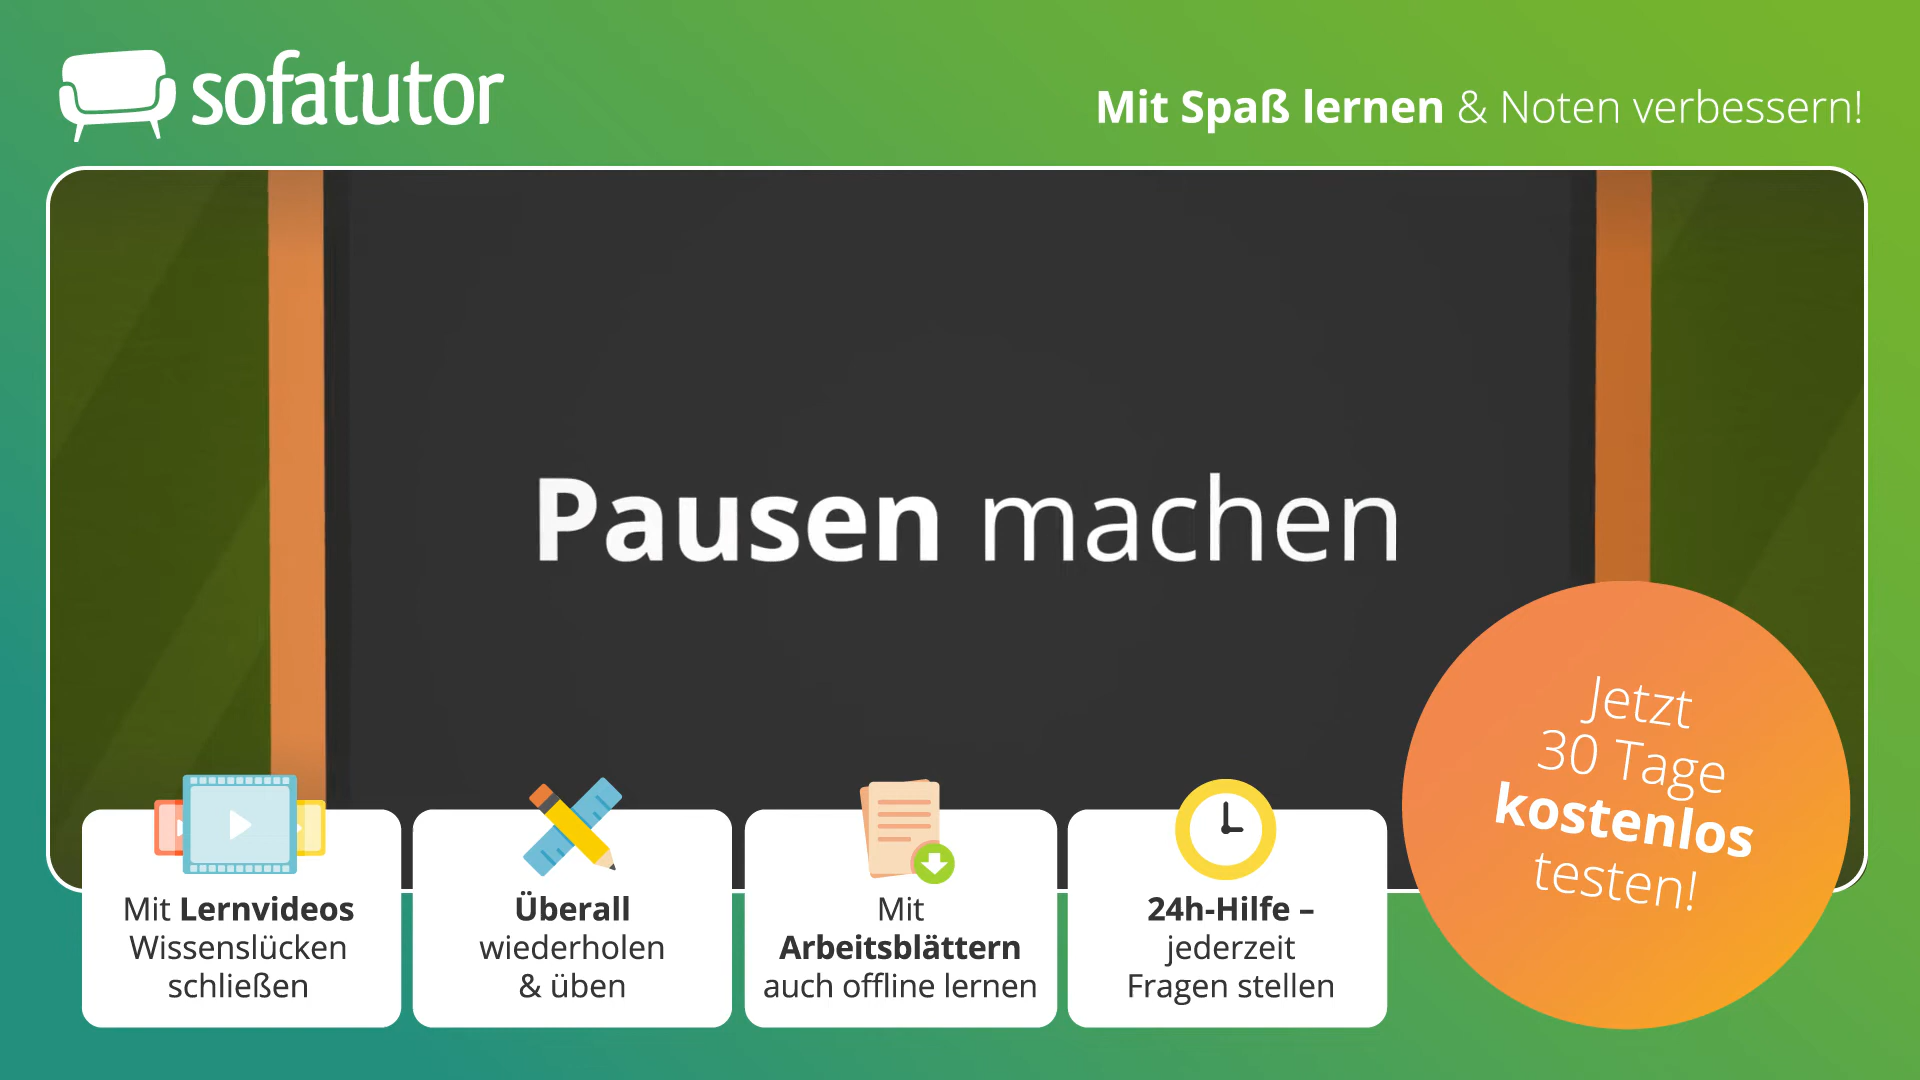 sofatutor
Mit Spaß lernen & Noten verbessern!
Pausen machen
Jetzt
30 Tage
kostenlos
testen!
Mit Lernvideos
Wissenslücken
schließen
Überall
wiederholen
& üben
Mit
Arbeitsblättern
auch offline lernen
24h-Hilfe –
jederzeit
Fragen stellen